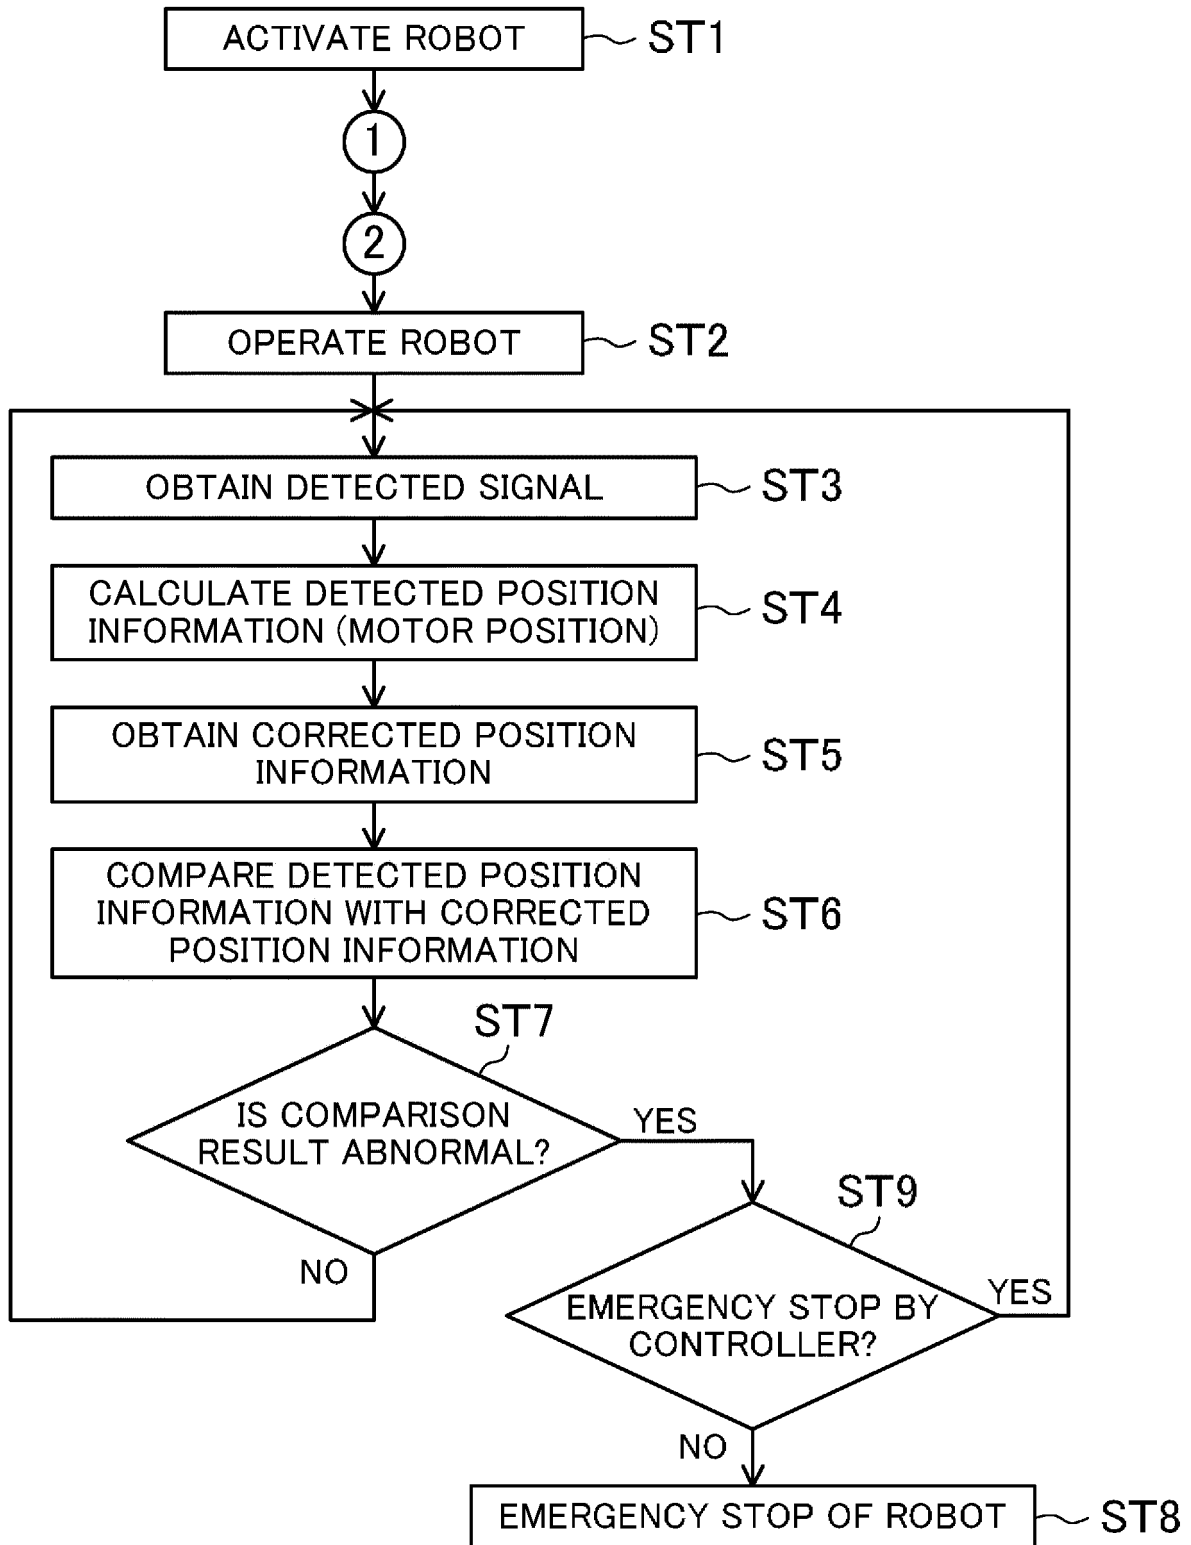 ACTIVATE ROBOT
ST1
1
2
OPERATE ROBOT
ST2
OBTAIN DETECTED SIGNAL
ST3
CALCULATE DETECTED POSITION
INFORMATION (MOTOR POSITION)
ST4
OBTAIN CORRECTED POSITION
INFORMATION
ST5
COMPARE DETECTED POSITION
INFORMATION WITH CORRECTED
POSITION INFORMATION
ST6
ST7
IS COMPARISON
RESULT ABNORMAL?
YES
NO
ST9
EMERGENCY STOP BY
CONTROLLER?
YES
NO
EMERGENCY STOP OF ROBOT
ST8